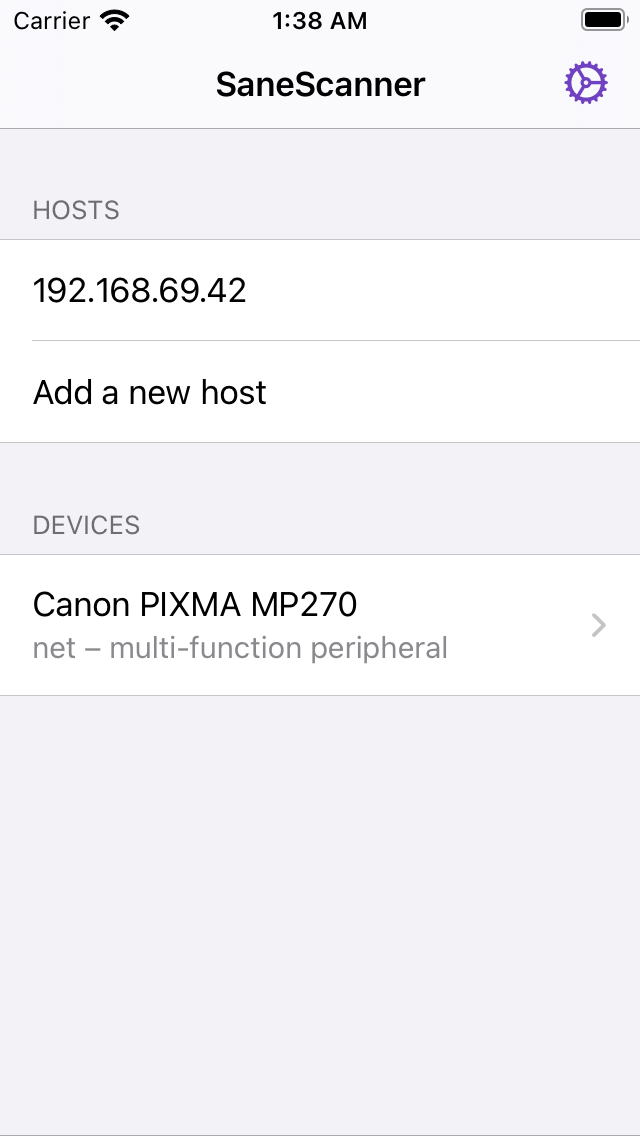 Carrier 1:38 AM
SaneScanner
HOSTS
192.168.69.42
Add a new host
DEVICES
Canon PIXMA MP270
net – multi-function peripheral